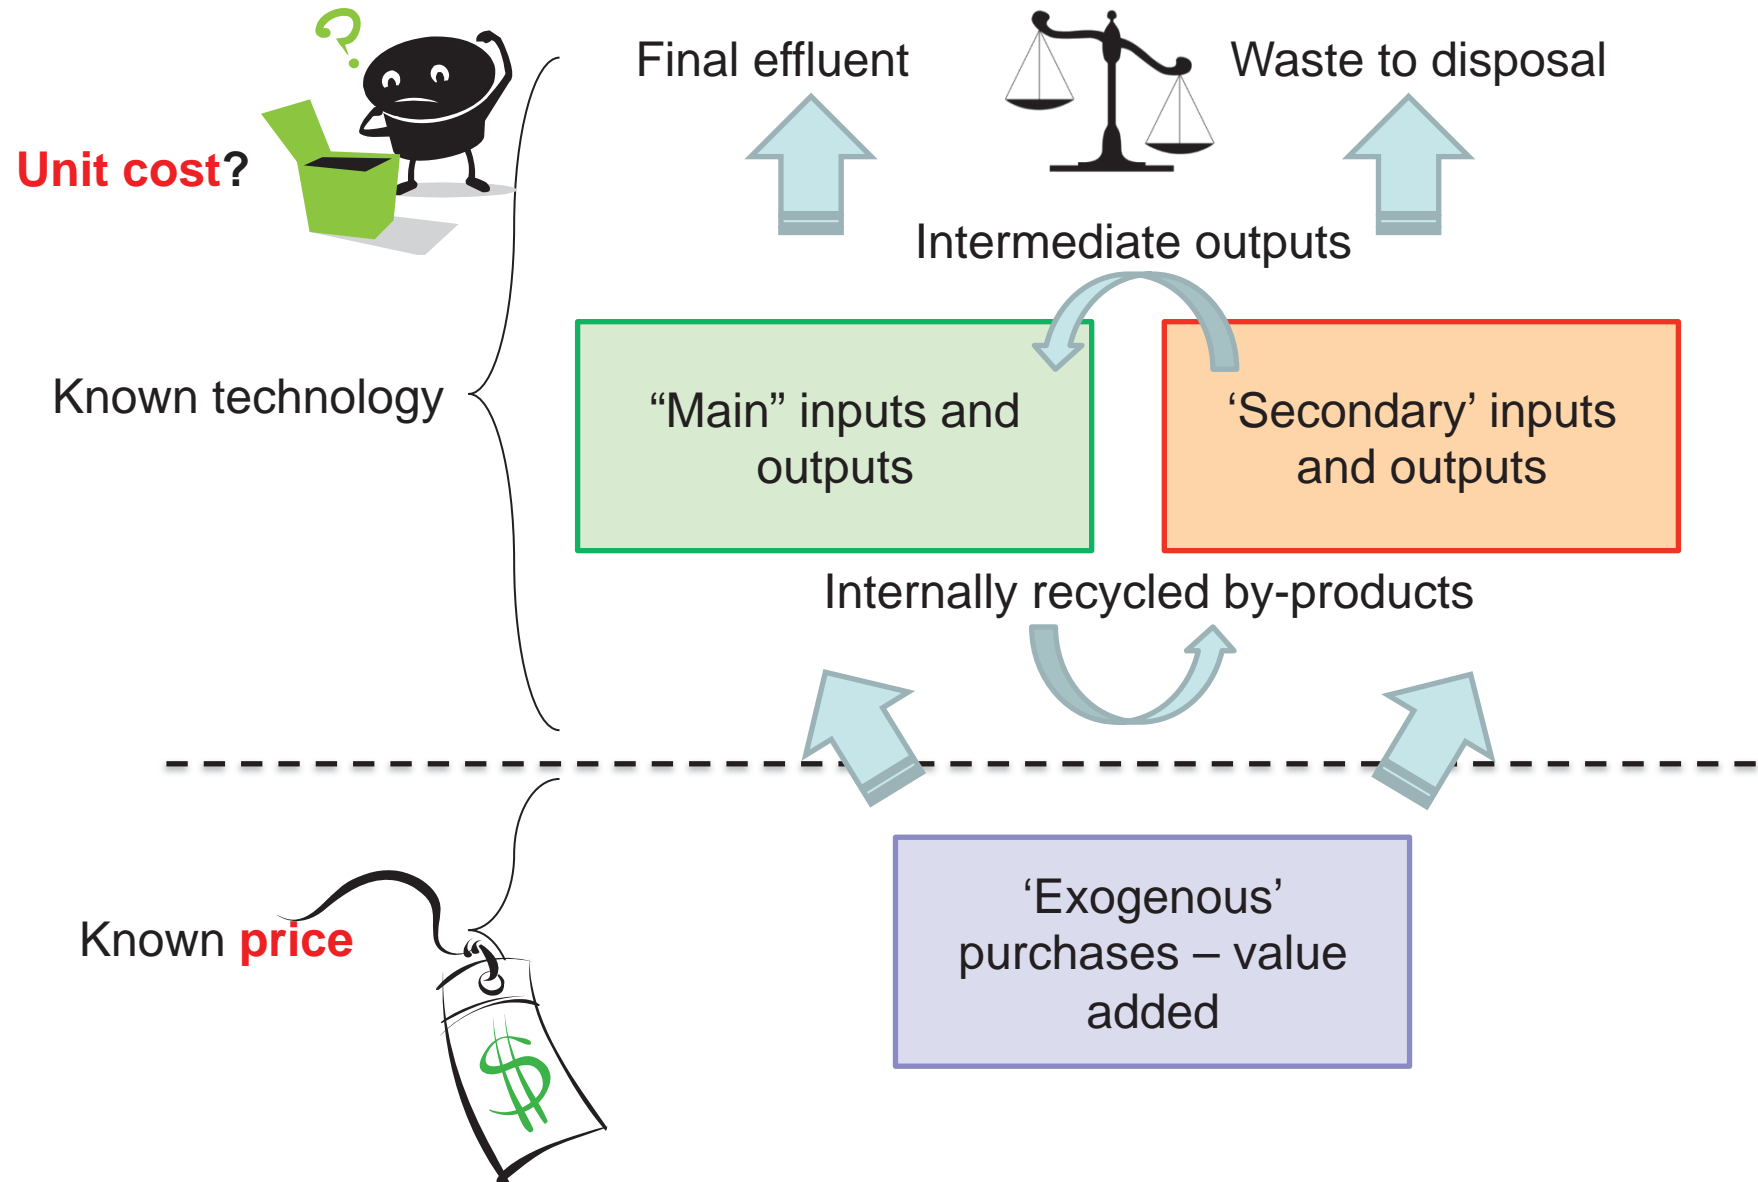 Final effluent
Waste to disposal
Unit cost?
Intermediate outputs
Known technology
“Main” inputs and
outputs
‘Secondary’ inputs
and outputs
Internally recycled by-products
Known price
‘Exogenous’
purchases – value
added
$